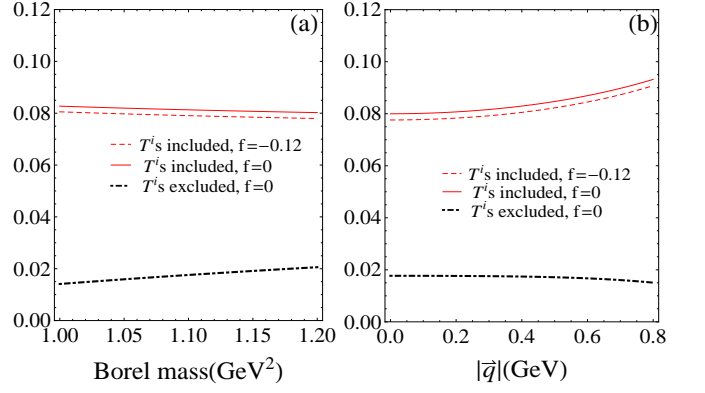 0.12
(a)
0.10
0.08
0.06
0.04
0.02
0.00
T^i s included, f=−0.12
T^i s included, f=0
T^i s excluded, f=0
1.00 1.05 1.10 1.15 1.20
Borel mass(GeV^2)
0.12
(b)
0.10
0.08
0.06
0.04
0.02
0.00
T^i s included, f=−0.12
T^i s included, f=0
T^i s excluded, f=0
0.0 0.2 0.4 0.6 0.8
|q⃗|(GeV)